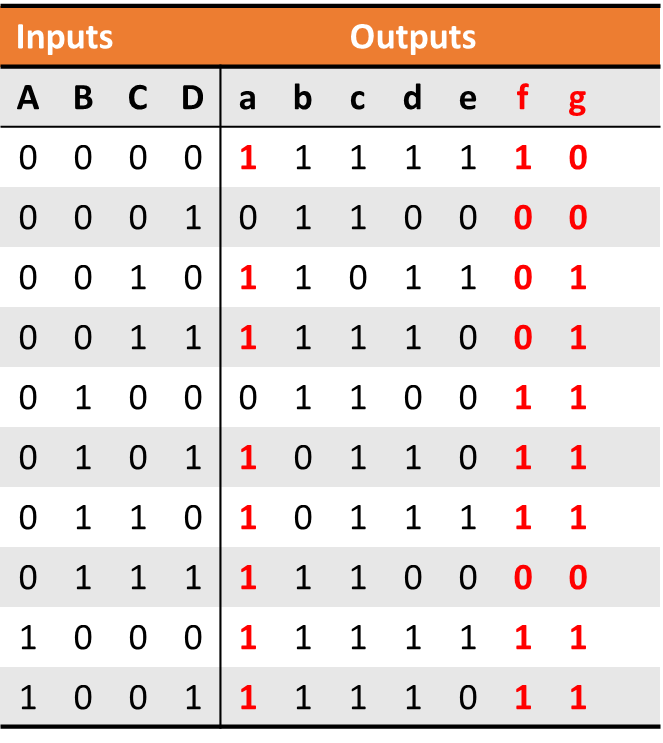 Inputs Outputs
A B C D a b c d e f g
0 0 0 0 1 1 1 1 1 1 0
0 0 0 1 0 1 1 0 0 0 0
0 0 1 0 1 1 0 1 1 0 1
0 0 1 1 1 1 1 1 0 0 1
0 1 0 0 0 1 1 0 0 1 1
0 1 0 1 1 0 1 1 0 1 1
0 1 1 0 1 0 1 1 1 1 1
0 1 1 1 1 1 1 0 0 0 0
1 0 0 0 1 1 1 1 1 1 1
1 0 0 1 1 1 1 1 0 1 1